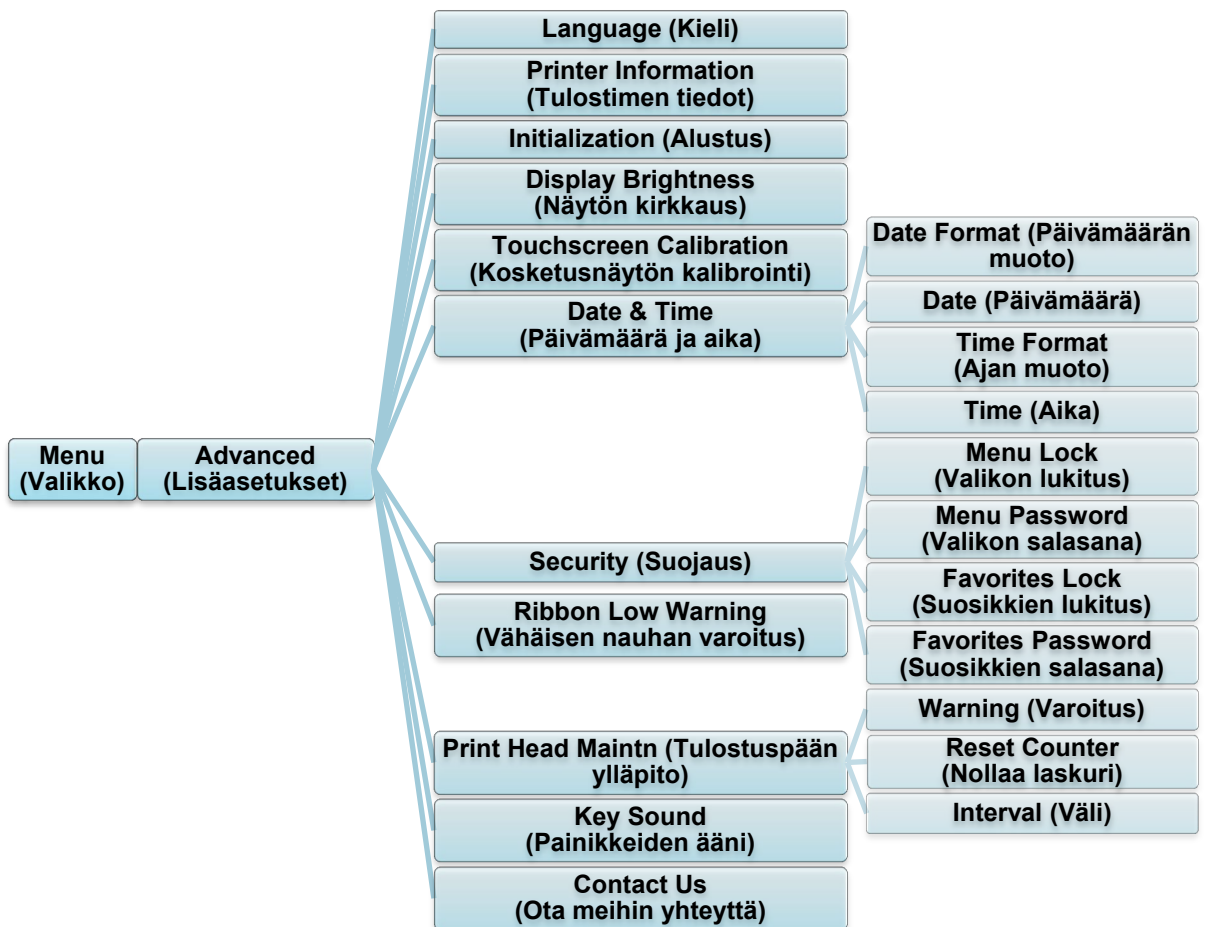 Menu
(Valikko)
Advanced
(Lisäasetukset)
Language (Kieli)
Printer Information
(Tulostimen tiedot)
Initialization (Alustus)
Display Brightness
(Näytön kirkkaus)
Touchscreen Calibration
(Kosketusnäytön kalibrointi)
Date & Time
(Päivämäärä ja aika)
Date Format (Päivämäärän
muoto)
Date (Päivämäärä)
Time Format
(Ajan muoto)
Time (Aika)
Security (Suojaus)
Menu Lock
(Valikon lukitus)
Menu Password
(Valikon salasana)
Favorites Lock
(Suosikkien lukitus)
Favorites Password
(Suosikkien salasana)
Ribbon Low Warning
(Vähäisen nauhan varoitus)
Print Head Maintn (Tulostuspään
ylläpito)
Warning (Varoitus)
Reset Counter
(Nollaa laskuri)
Interval (Väli)
Key Sound
(Painikkeiden ääni)
Contact Us
(Ota meihin yhteyttä)